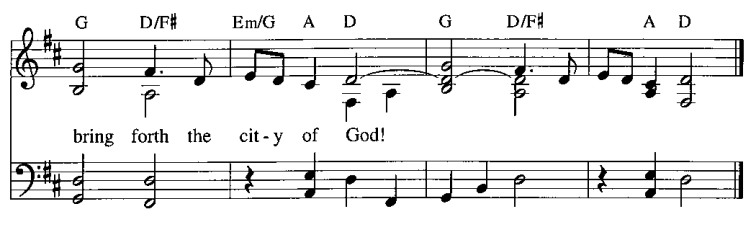 G D/F# Em/G A D G D/F# A D
bring forth the cit - y of God!